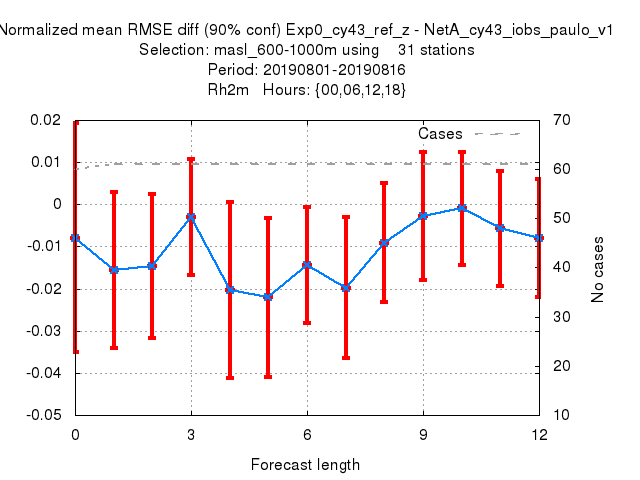 Normalized mean RMSE diff (90% conf) Exp0_cy43_ref_z - NetA_cy43_iobs_paulo_v1
Selection: masl_600-1000m using    31 stations
Period: 20190801-20190816
Rh2m   Hours: {00,06,12,18}
0.02
0.01
0
-0.01
-0.02
-0.03
-0.04
-0.05
Cases
70
60
50
40
30
20
10
No cases
0 3 6 9 12
Forecast length